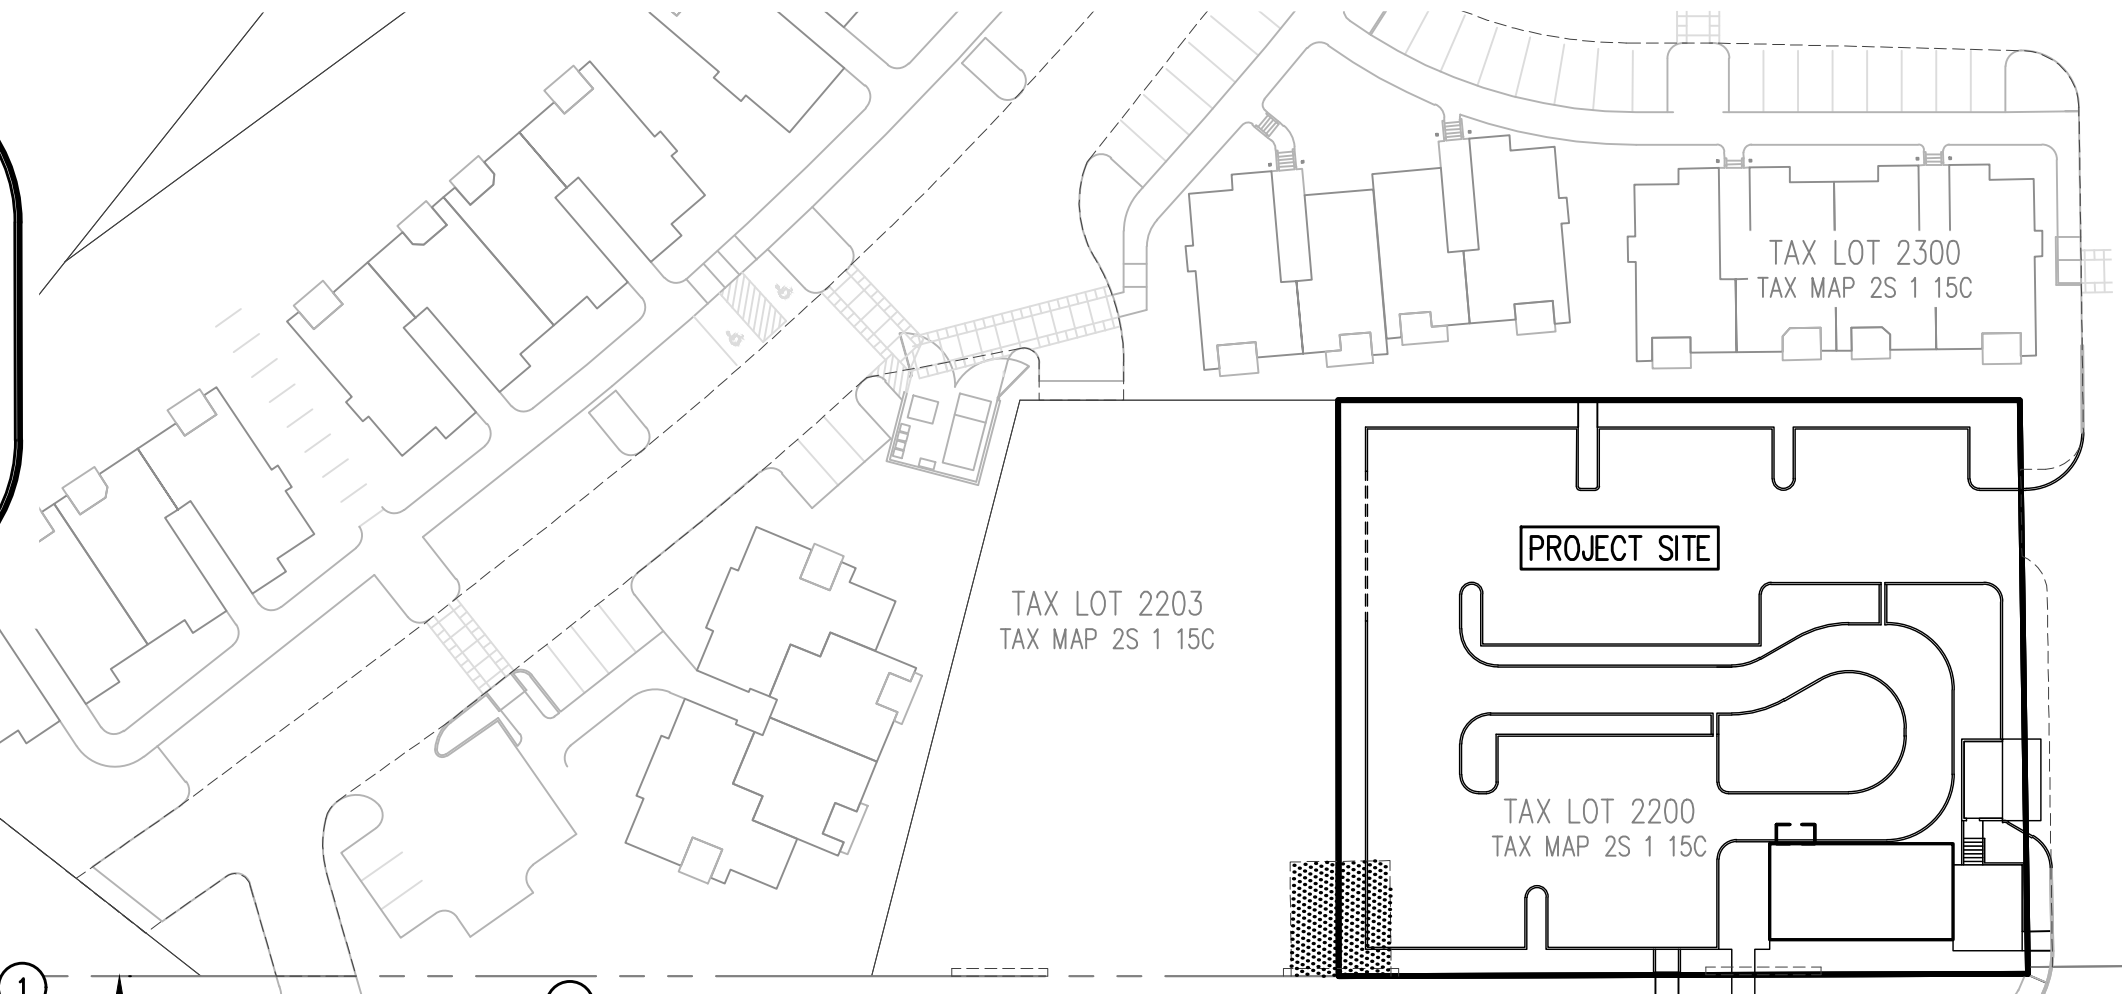 TAX LOT 2300
TAX MAP 2S 1 15C
PROJECT SITE
TAX LOT 2203
TAX MAP 2S 1 15C
TAX LOT 2200
TAX MAP 2S 1 15C
1